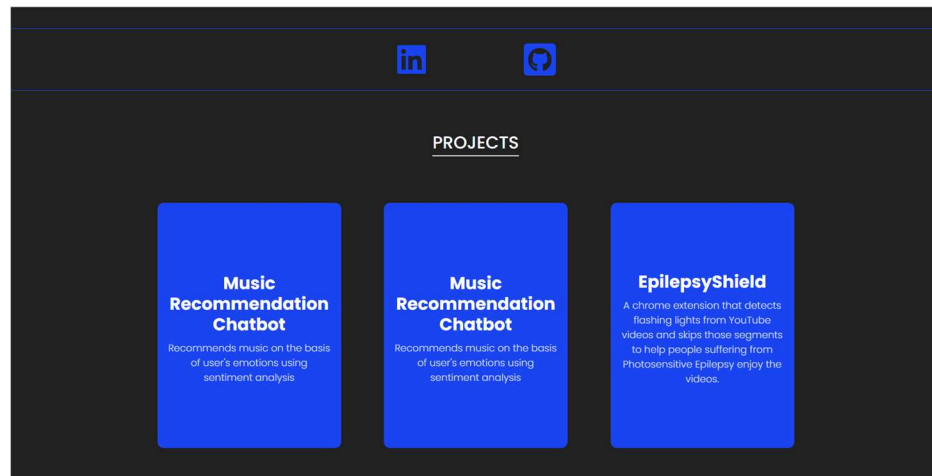 in
PROJECTS
Music
Recommendation
Chatbot
Recommends music on the basis
of user's emotions using
sentiment analysis
Music
Recommendation
Chatbot
Recommends music on the basis
of user's emotions using
sentiment analysis
EpilepsyShield
A chrome extension that detects
flashing lights from YouTube
videos and skips those segments
to help people suffering from
Photosensitive Epilepsy enjoy the
videos.